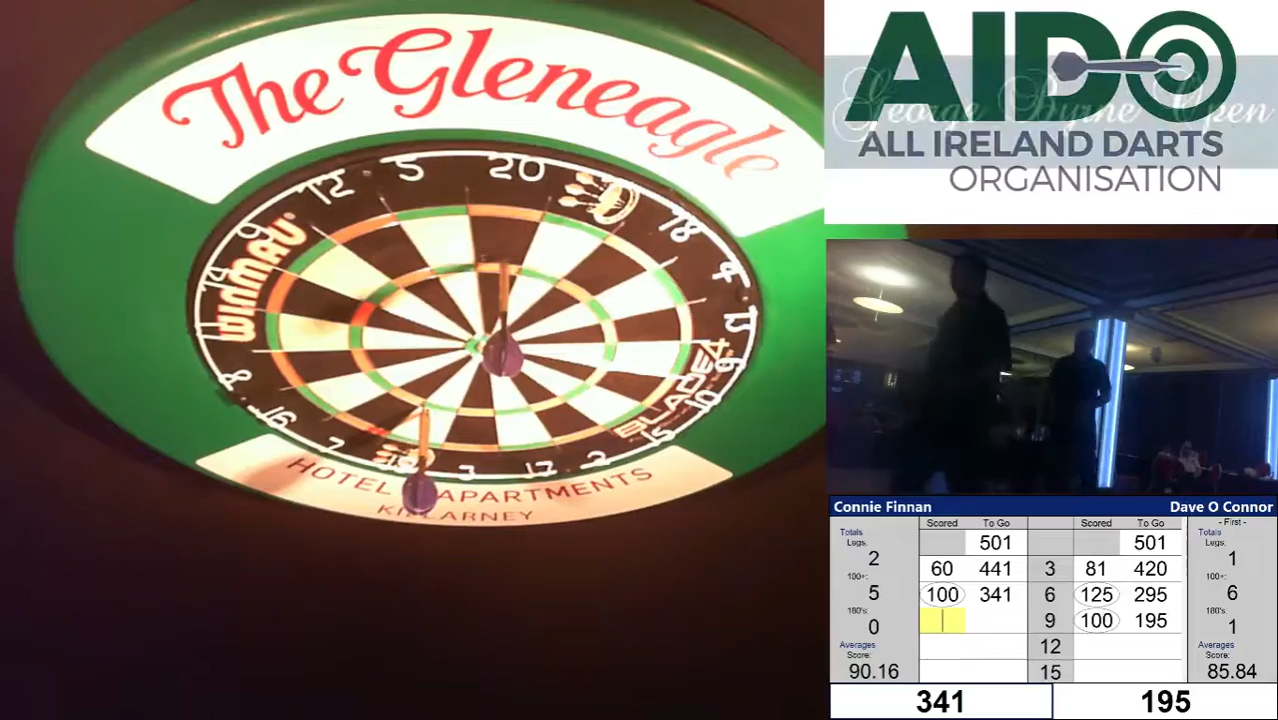 The Gleneagle
5 20
12
18
9
4
14
WINMAU
11
8
16
7
19
3
17
2
15
10
6
BLADE4
HOTEL & APARTMENTS
KILLARNEY
AIDO
George Byrne Open
ALL IRELAND DARTS
ORGANISATION
Connie Finnan Dave O Connor
Scored To Go Scored To Go - First -
Totals 501 501 Totals
Legs: Legs:
2 60 441 3 81 420 1
100+ 100+
5 100 341 6 125 295 6
180's: 180's:
0 9 100 195 1
Averages 12 Averages
Score: Score:
90.16 15 85.84
341 195